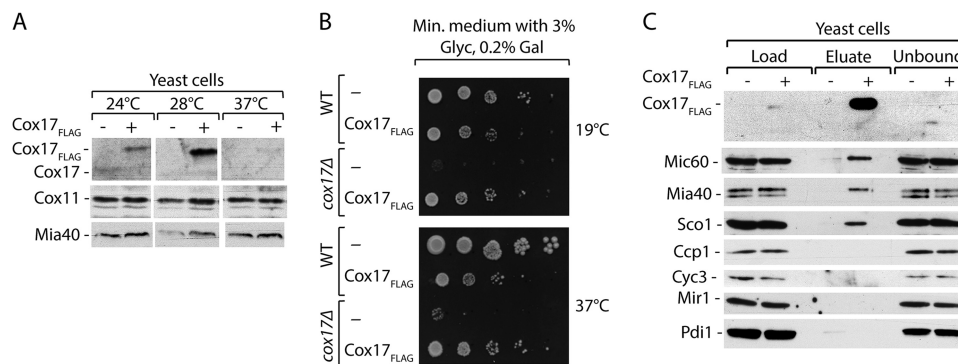 A
Yeast cells
24°C 28°C 37°C
Cox17FLAG - + - + - +
Cox17FLAG -
Cox17 -
Cox11 -
Mia40 -
B
Min. medium with 3%
Glyc, 0.2% Gal
WT
–
Cox17FLAG
cox17Δ
–
Cox17FLAG
19°C
WT
–
Cox17FLAG
cox17Δ
–
Cox17FLAG
37°C
C
Yeast cells
Load Eluate Unbound
Cox17FLAG - + - + - +
Cox17FLAG -
Mic60 -
Mia40 -
Sco1 -
Ccp1 -
Cyc3 -
Mir1 -
Pdi1 -